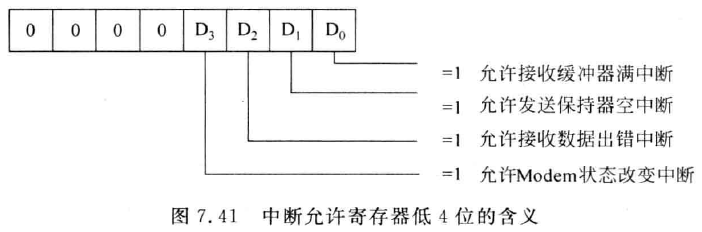 0 0 0 0 D₃ D₂ D₁ D₀
=1 允许接收缓冲器满中断
=1 允许发送保持器空中断
=1 允许接收数据出错中断
=1 允许Modem状态改变中断
图 7.41 中断允许寄存器低 4 位的含义